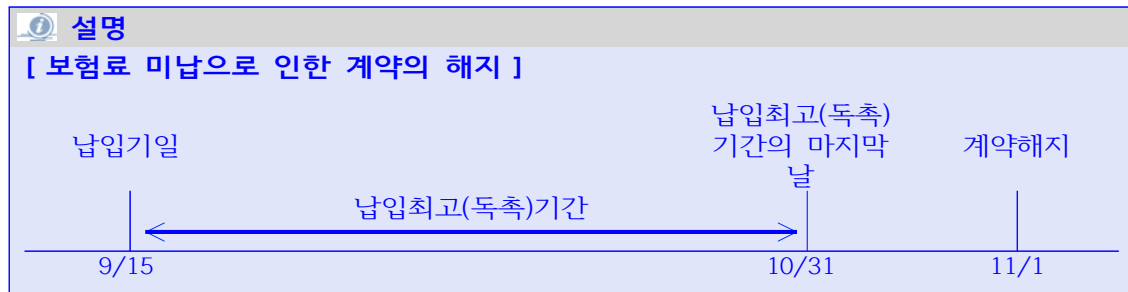 설명
[ 보험료 미납으로 인한 계약의 해지 ]
납입기일
납입최고(독촉)
기간의 마지막
날
계약해지
납입최고(독촉)기간
9/15
10/31
11/1